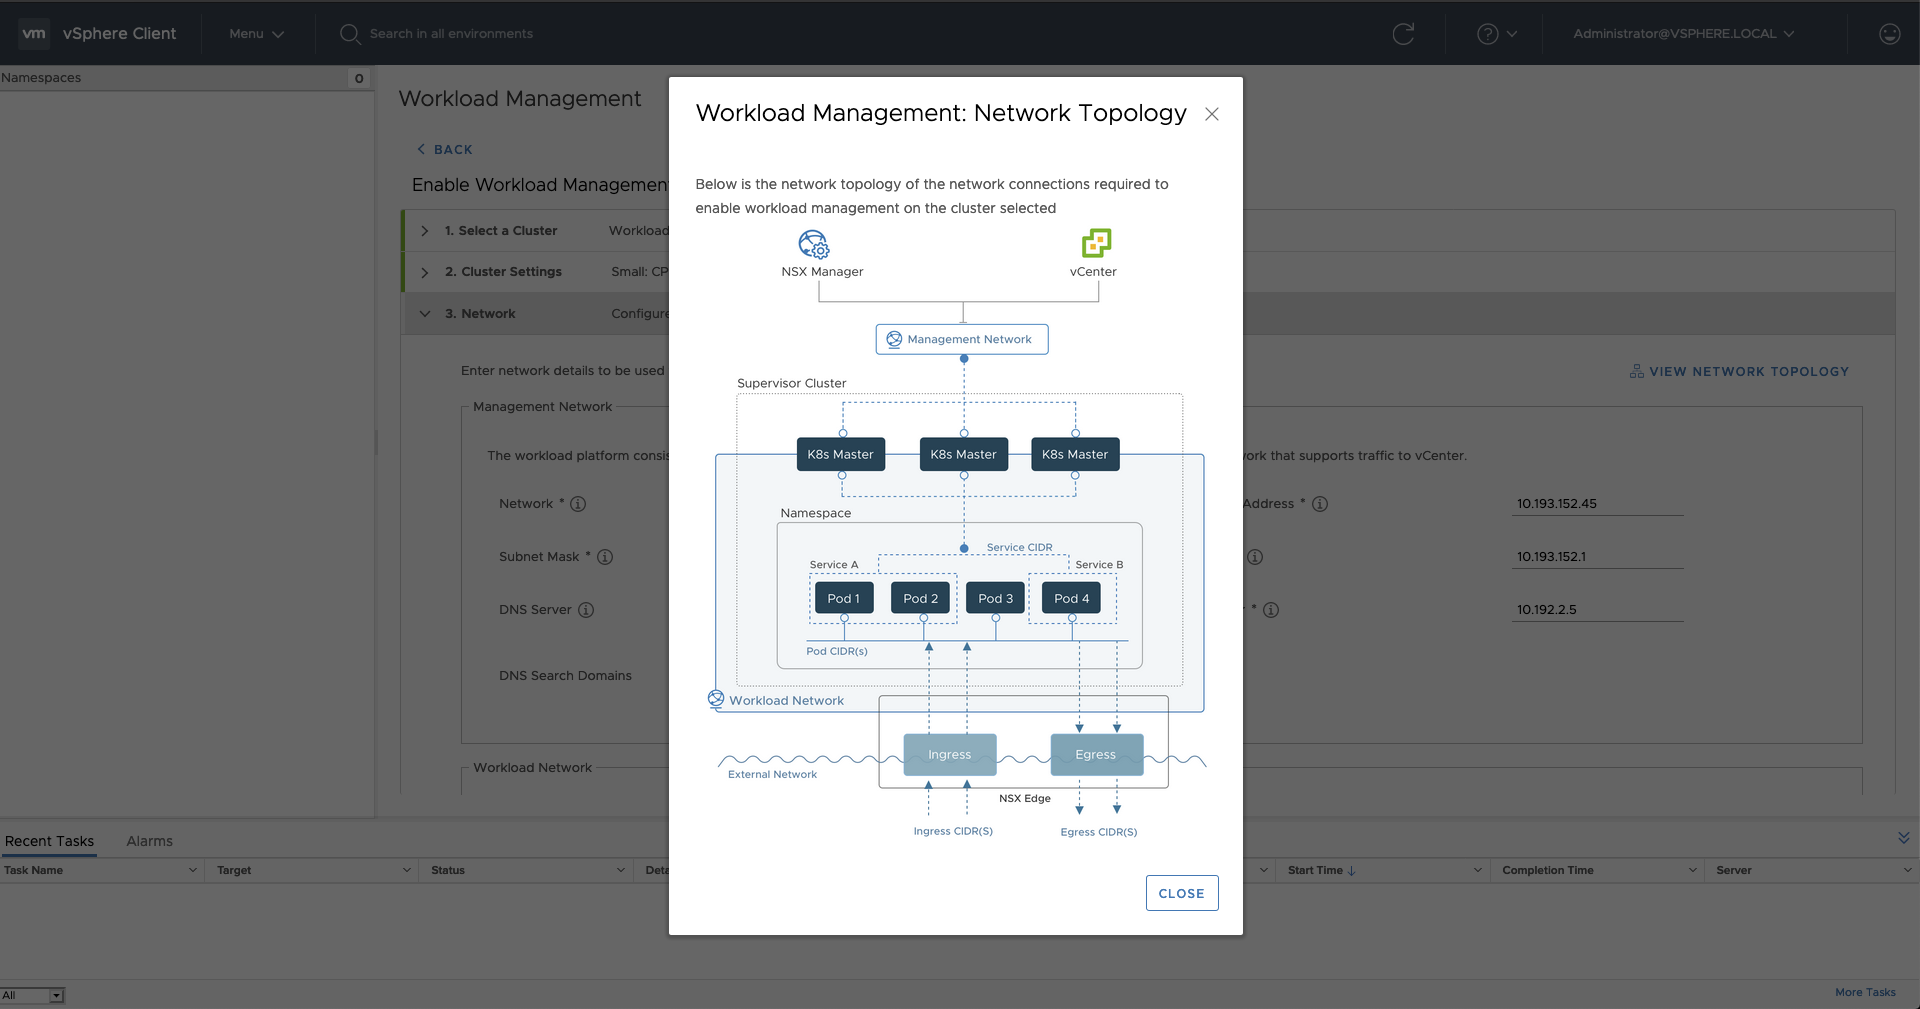 vm vSphere Client Menu Search in all environments Administrator@VSPHERE.LOCAL
Namespaces 0
Workload Management
BACK
Enable Workload Management
1. Select a Cluster Workload
2. Cluster Settings Small: CP
3. Network Configure
Enter network details to be used
VIEW NETWORK TOPOLOGY
Management Network
The workload platform consis
ork that supports traffic to vCenter.
Network *
Address * 10.193.152.45
Subnet Mask *
10.193.152.1
DNS Server
* 10.192.2.5
DNS Search Domains
Workload Network
Workload Management: Network Topology
Below is the network topology of the network connections required to
enable workload management on the cluster selected
NSX Manager vCenter
Management Network
Supervisor Cluster
K8s Master K8s Master K8s Master
Namespace
Service CIDR
Service A Service B
Pod 1 Pod 2 Pod 3 Pod 4
Pod CIDR(s)
Workload Network
Ingress Egress
External Network
NSX Edge
Ingress CIDR(S) Egress CIDR(S)
CLOSE
Recent Tasks Alarms
Task Name Target Status Deta Start Time Completion Time Server
All More Tasks